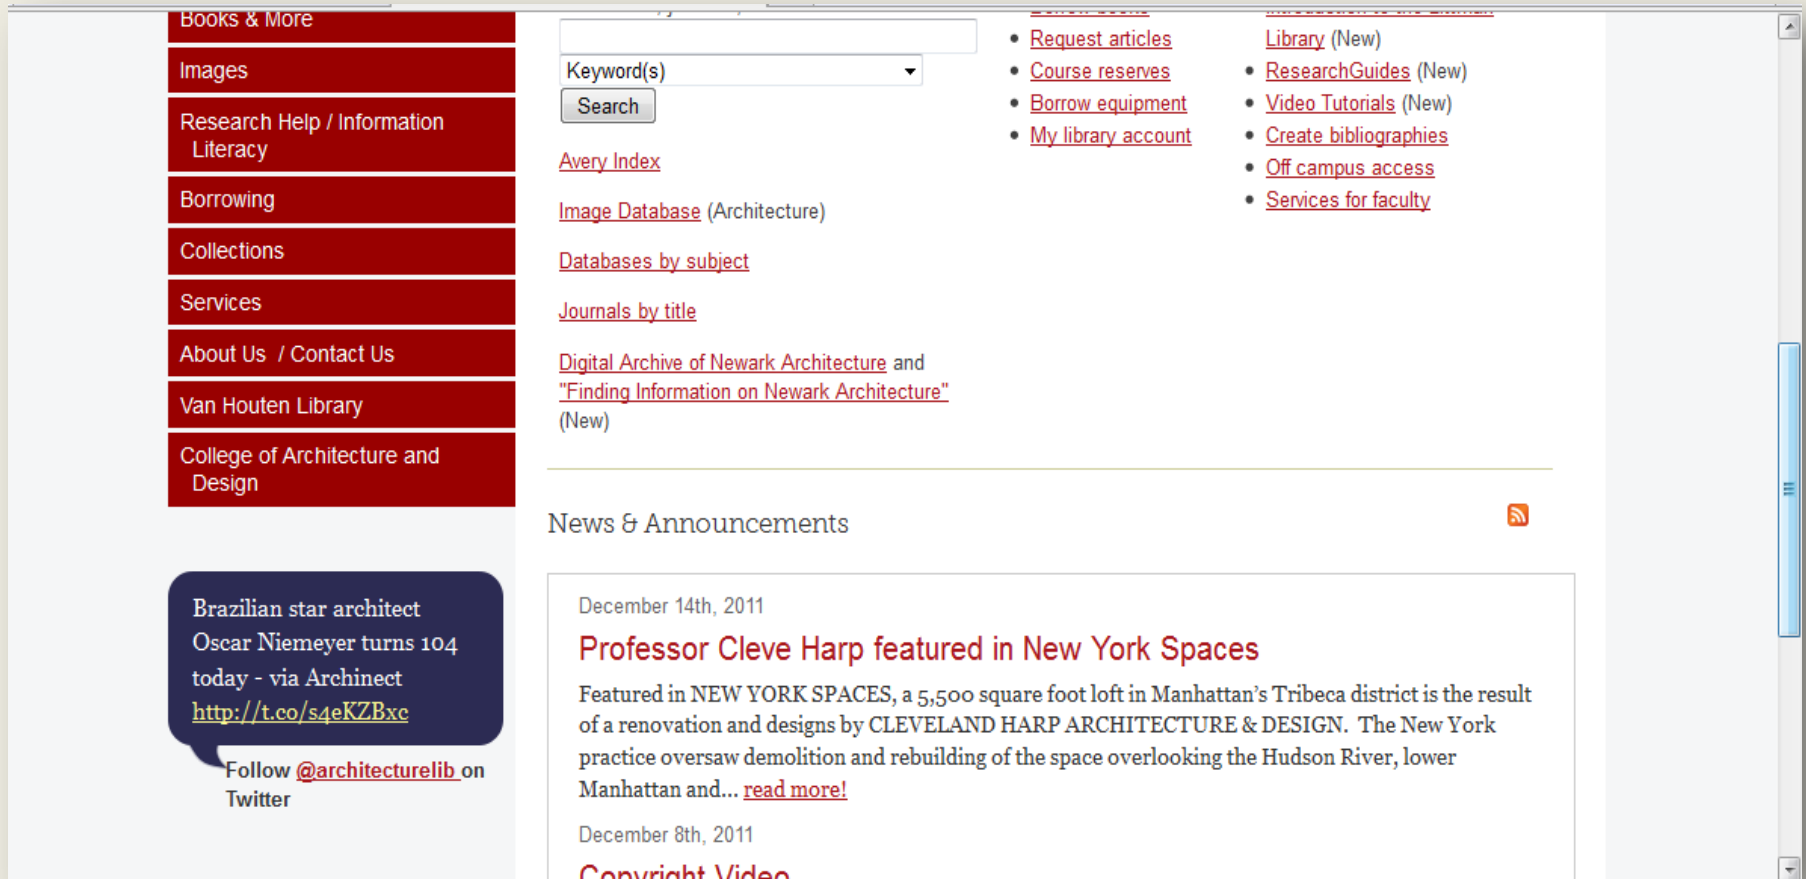 Books & More
Images
Research Help / Information
Literacy
Borrowing
Collections
Services
About Us / Contact Us
Van Houten Library
College of Architecture and
Design
Brazilian star architect
Oscar Niemeyer turns 104
today - via Archinect
http://t.co/s4eKZBxc
Follow @architecturelib on
Twitter
Keyword(s)
Search
Avery Index
Image Database (Architecture)
Databases by subject
Journals by title
Digital Archive of Newark Architecture and
"Finding Information on Newark Architecture"
(New)
Borrow books
Request articles
Course reserves
Borrow equipment
My library account
Introduction to the Littman
Library (New)
ResearchGuides (New)
Video Tutorials (New)
Create bibliographies
Off campus access
Services for faculty
News & Announcements
December 14th, 2011
Professor Cleve Harp featured in New York Spaces
Featured in NEW YORK SPACES, a 5,500 square foot loft in Manhattan’s Tribeca district is the result
of a renovation and designs by CLEVELAND HARP ARCHITECTURE & DESIGN. The New York
practice oversaw demolition and rebuilding of the space overlooking the Hudson River, lower
Manhattan and... read more!
December 8th, 2011
Copyright Video